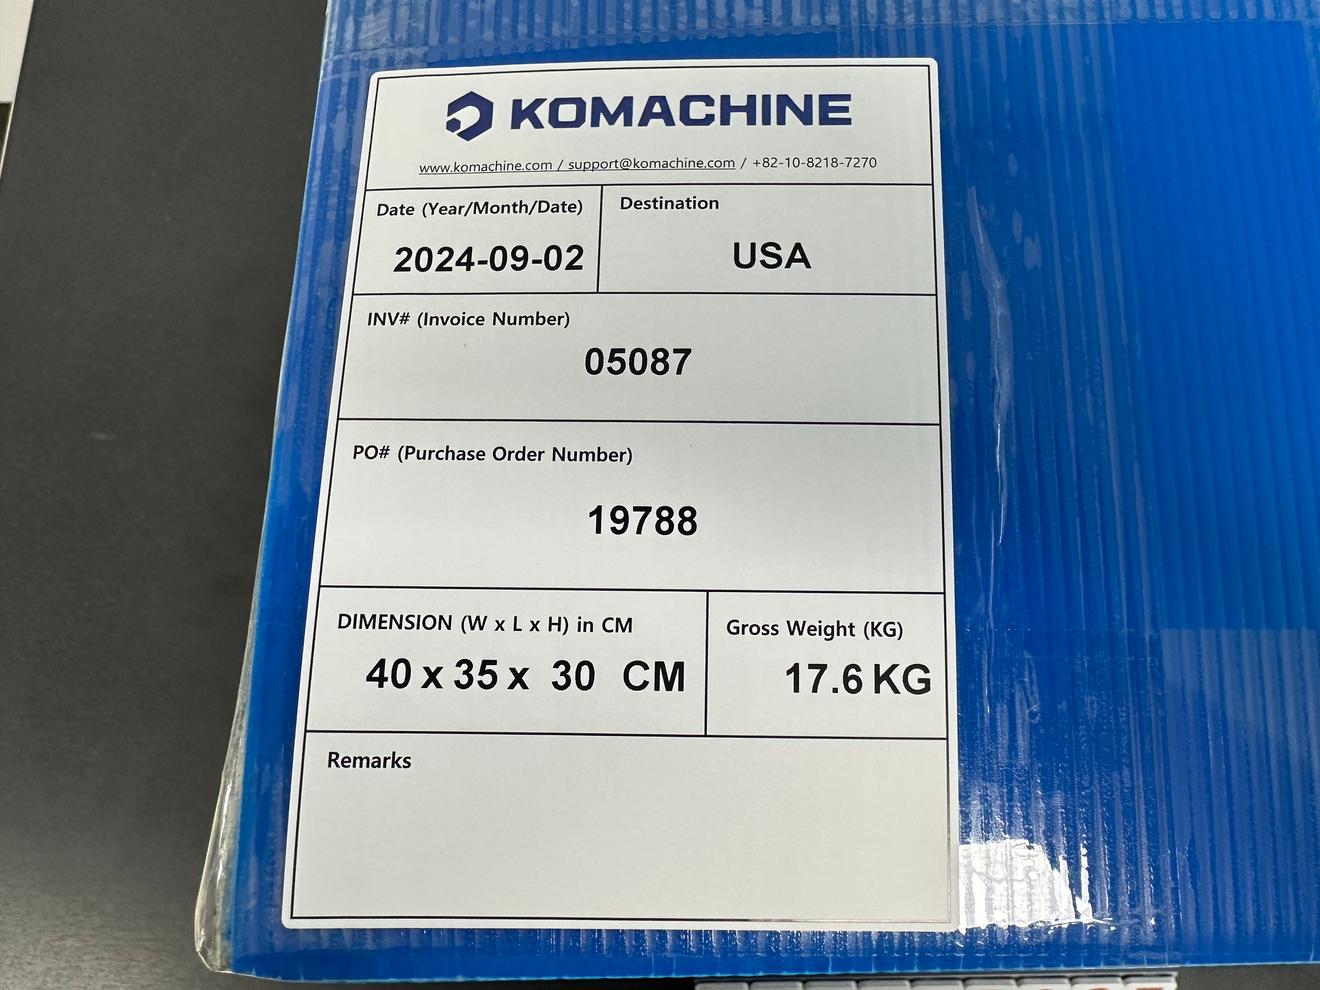 KOMACHINE
www.komachine.com / support@komachine.com / +82-10-8218-7270
Date (Year/Month/Date)
2024-09-02
Destination
USA
INV# (Invoice Number)
05087
PO# (Purchase Order Number)
19788
DIMENSION (W x L x H) in CM
40 x 35 x 30 CM
Gross Weight (KG)
17.6 KG
Remarks